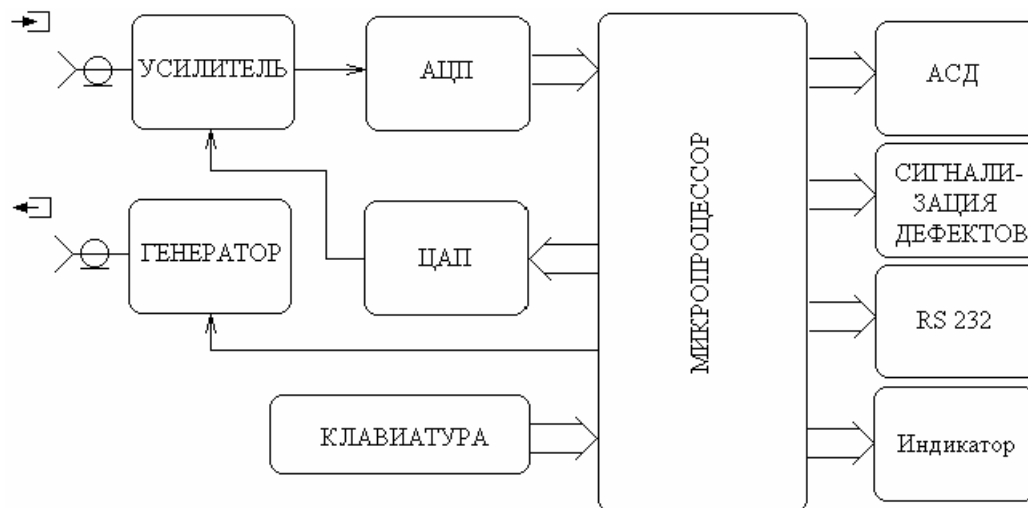 УСИЛИТЕЛЬ
АЦП
АСД
СИГНАЛИ-
ЗАЦИЯ
ДЕФЕКТОВ
ГЕНЕРАТОР
ЦАП
МИКРОПРОЦЕССОР
RS 232
КЛАВИАТУРА
Индикатор